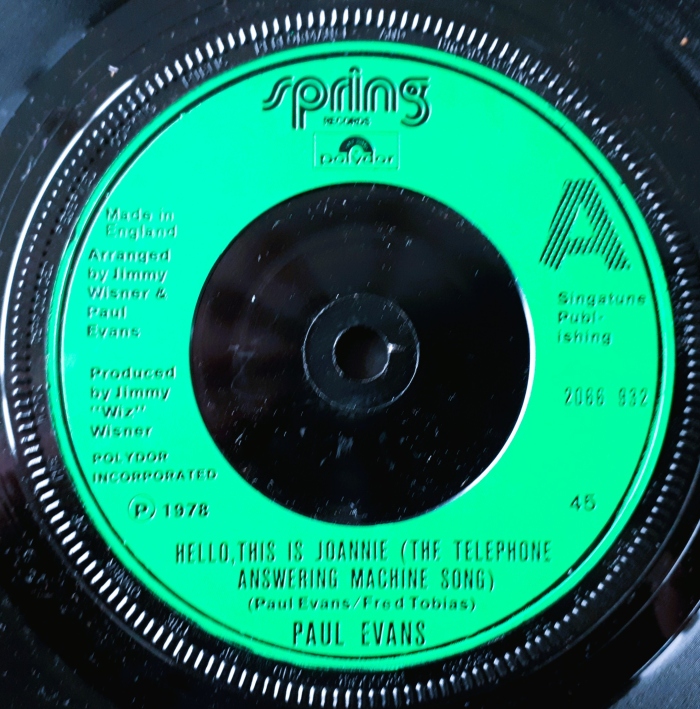 spring
RECORDS
polydor
A
Made in
England
Arranged
by Jimmy
Wisner &
Paul
Evans
Produced
by Jimmy
"Wiz"
Wisner
POLYDOR
INCORPORATED
Ⓟ 1978
Singatune
Publ-
ishing
2066 932
45
HELLO, THIS IS JOANNIE (THE TELEPHONE
ANSWERING MACHINE SONG)
(Paul Evans/Fred Tobias)
PAUL EVANS